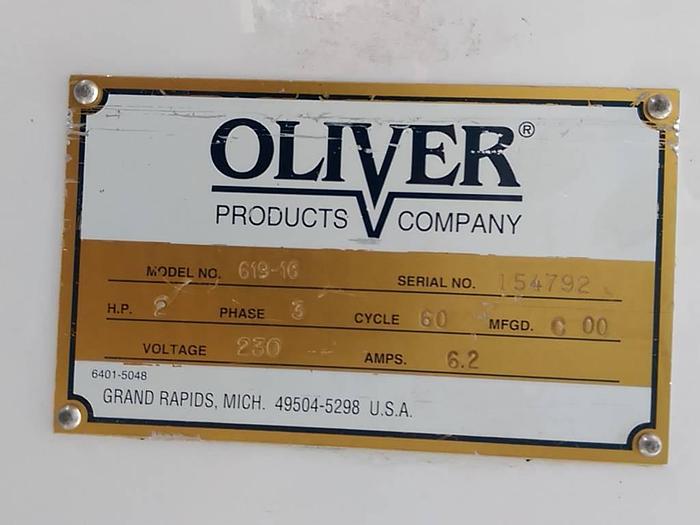 OLIVER®
PRODUCTS COMPANY
MODEL NO. 619-16 SERIAL NO. 154792
H.P. 2 PHASE 3 CYCLE 60 MFGD. C 00
VOLTAGE 230 -- AMPS. 6.2
6401-5048
GRAND RAPIDS, MICH. 49504-5298 U.S.A.